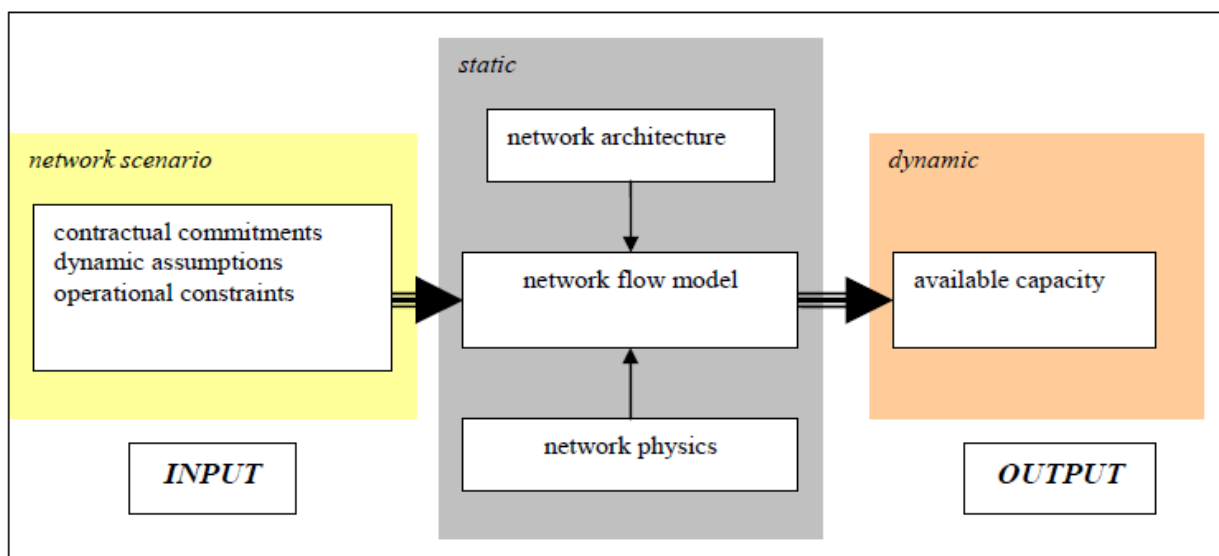 static
network architecture
network scenario
dynamic
contractual commitments
dynamic assumptions
operational constraints
network flow model
available capacity
network physics
INPUT
OUTPUT